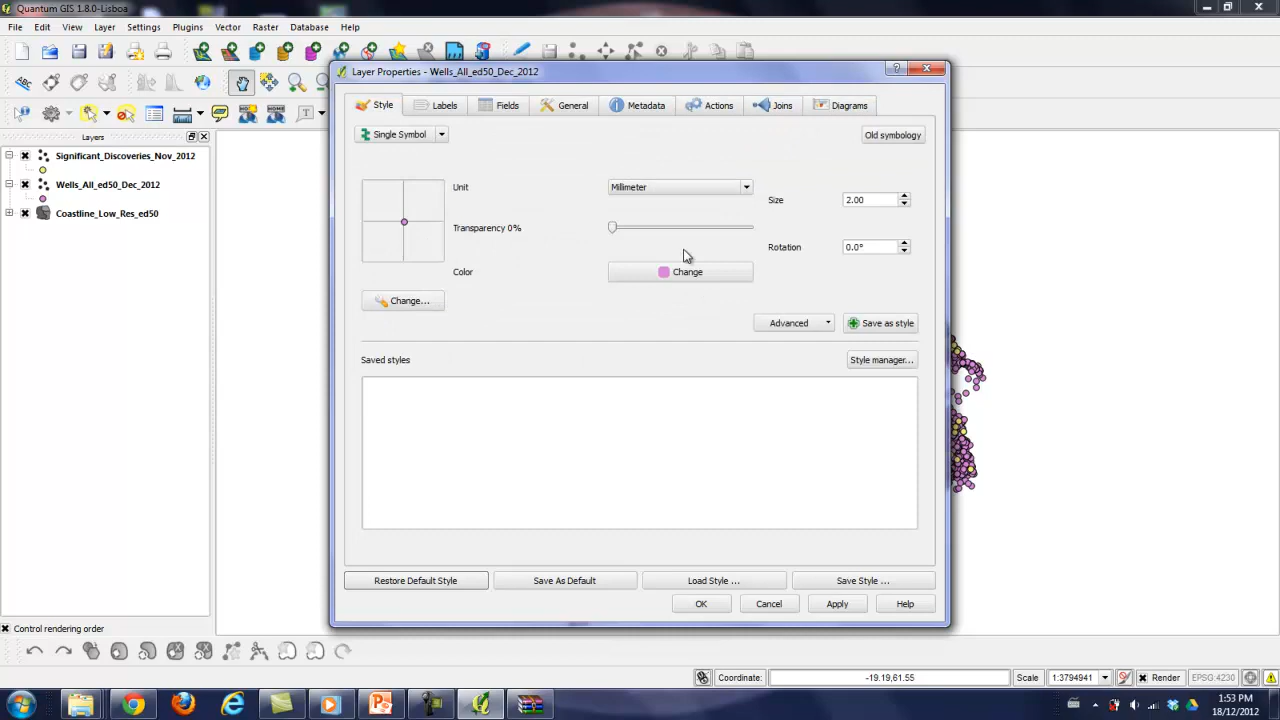 Quantum GIS 1.8.0-Lisboa
File Edit View Layer Settings Plugins Vector Raster Database Help
Layer Properties - Wells_All_ed50_Dec_2012
Style Labels Fields General Metadata Actions Joins Diagrams
Layers
Single Symbol Old symbology
Significant_Discoveries_Nov_2012
Wells_All_ed50_Dec_2012
Unit Millimeter
Size 2.00
Coastline_Low_Res_ed50
Transparency 0%
Rotation 0.0°
Color Change
Change...
Advanced Save as style
Saved styles Style manager...
Restore Default Style Save As Default Load Style ... Save Style ...
OK Cancel Apply Help
Control rendering order
Coordinate: -19.19,61.55 Scale 1:3794941 Render EPSG:4230
1:53 PM
18/12/2012